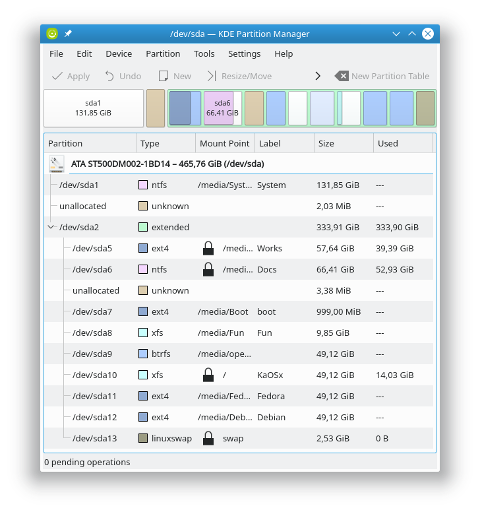 /dev/sda — KDE Partition Manager
File Edit Device Partition Tools Settings Help
Apply Undo New Resize/Move New Partition Table
sda1 sda6
131,85 GiB 66,41 GiB
Partition Type Mount Point Label Size Used
ATA ST500DM002-1BD14 – 465,76 GiB (/dev/sda)
/dev/sda1 ntfs /media/Syst... System 131,85 GiB ---
unallocated unknown 2,03 MiB ---
/dev/sda2 extended 333,91 GiB 333,90 GiB
/dev/sda5 ext4 /medi... Works 57,64 GiB 39,39 GiB
/dev/sda6 ntfs /medi... Docs 66,41 GiB 52,93 GiB
unallocated unknown 3,38 MiB ---
/dev/sda7 ext4 /media/Boot boot 999,00 MiB ---
/dev/sda8 xfs /media/Fun Fun 9,85 GiB ---
/dev/sda9 btrfs /media/ope... 49,12 GiB ---
/dev/sda10 xfs / KaOSx 49,12 GiB 14,03 GiB
/dev/sda11 ext4 /media/Fed... Fedora 49,12 GiB ---
/dev/sda12 ext4 /media/Deb... Debian 49,12 GiB ---
/dev/sda13 linuxswap swap 2,53 GiB 0 B
0 pending operations